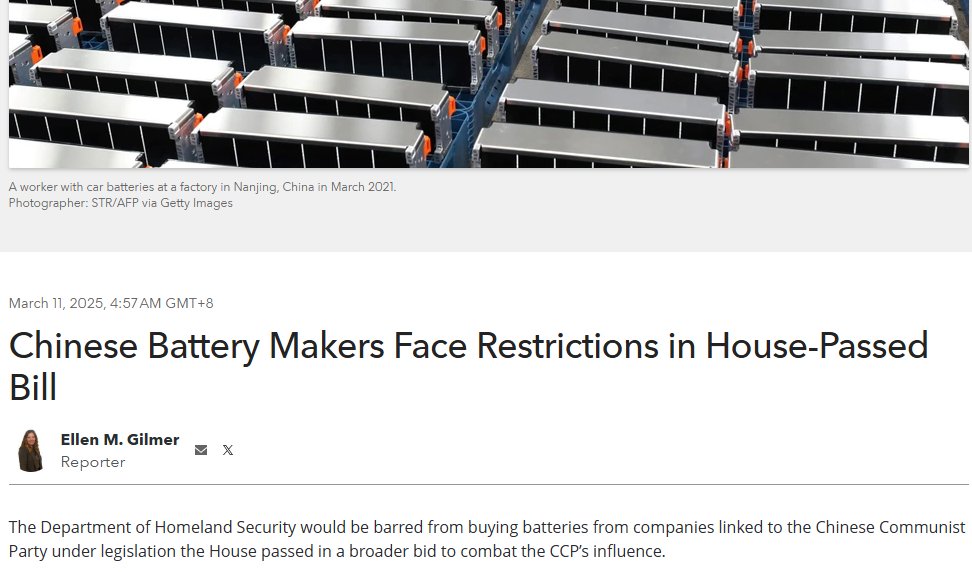 A worker with car batteries at a factory in Nanjing, China in March 2021.
Photographer: STR/AFP via Getty Images
March 11, 2025, 4:57 AM GMT+8
Chinese Battery Makers Face Restrictions in House-Passed
Bill
Ellen M. Gilmer
Reporter
The Department of Homeland Security would be barred from buying batteries from companies linked to the Chinese Communist
Party under legislation the House passed in a broader bid to combat the CCP’s influence.